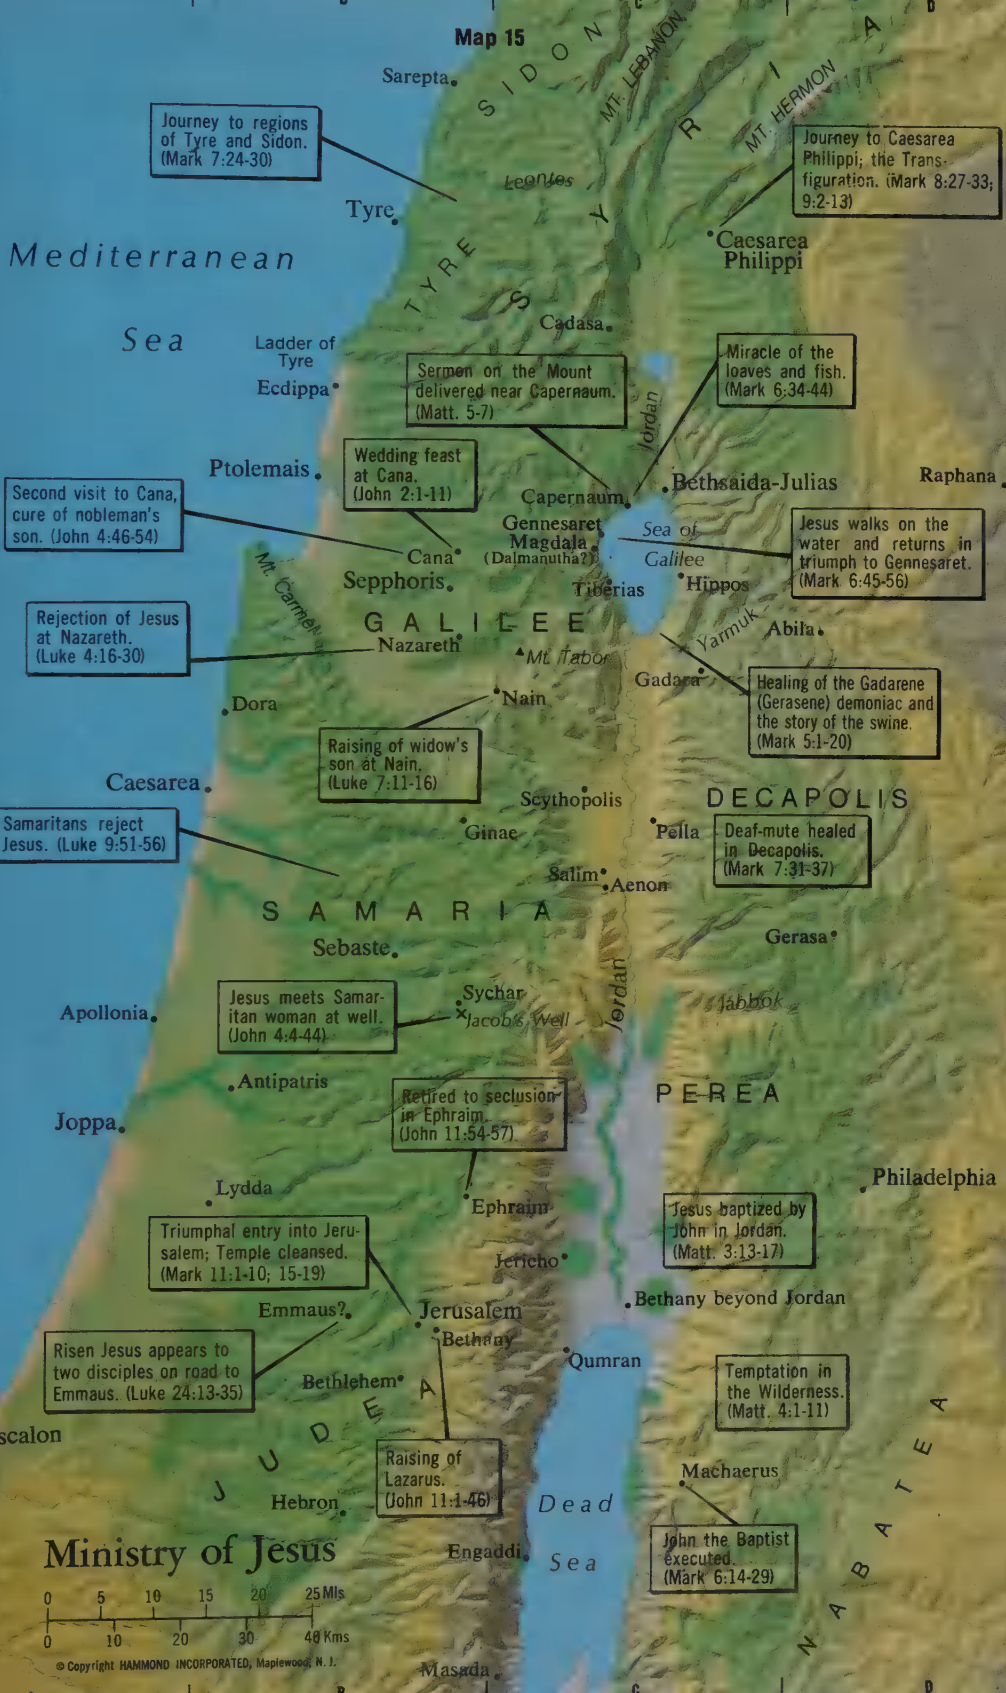 B
C
D
Map 15
SIDON
MT. LEBANON
SYRIA
MT. HERMON
Sarepta
Journey to regions
of Tyre and Sidon.
(Mark 7:24-30)
Journey to Caesarea
Philippi; the Trans-
figuration. (Mark 8:27-33;
9:2-13)
Leontes
Tyre
TYRE
Caesarea
Philippi
Mediterranean
Sea
Cadasa
Ladder of
Tyre
Ecdippa
Sermon on the Mount
delivered near Capernaum.
(Matt. 5-7)
Miracle of the
loaves and fish.
(Mark 6:34-44)
Jordan
Wedding feast
at Cana.
(John 2:1-11)
Ptolemais
Bethsaida-Julias
Raphana
Second visit to Cana,
cure of nobleman's
son. (John 4:46-54)
Capernaum
Gennesaret
Magdala
(Dalmanutha?)
Sea of
Galilee
Jesus walks on the
water and returns in
triumph to Gennesaret.
(Mark 6:45-56)
Cana
Mt. Carmel
Sepphoris
Tiberias
Hippos
Rejection of Jesus
at Nazareth.
(Luke 4:16-30)
GALILEE
Nazareth
Mt. Tabor
Yarmuk
Abila
Gadara
Healing of the Gadarene
(Gerasene) demoniac and
the story of the swine.
(Mark 5:1-20)
Dora
Nain
Raising of widow's
son at Nain.
(Luke 7:11-16)
Caesarea
Scythopolis
DECAPOLIS
Samaritans reject
Jesus. (Luke 9:51-56)
Ginae
Pella
Deaf-mute healed
in Decapolis.
(Mark 7:31-37)
Salim
Aenon
SAMARIA
Sebaste
Gerasa
Jordan
Jesus meets Samar-
itan woman at well.
(John 4:4-44)
Sychar
Jacob's Well
Jabbok
Apollonia
Antipatris
Retired to seclusion
in Ephraim.
(John 11:54-57)
PEREA
Joppa
Lydda
Ephraim
Philadelphia
Triumphal entry into Jeru-
salem; Temple cleansed.
(Mark 11:1-10; 15-19)
Jesus baptized by
John in Jordan.
(Matt. 3:13-17)
Jericho
Emmaus?
Jerusalem
Bethany
Bethany beyond Jordan
Risen Jesus appears to
two disciples on road to
Emmaus. (Luke 24:13-35)
Qumran
Bethlehem
Temptation in
the Wilderness.
(Matt. 4:1-11)
JUDEA
scalon
Raising of
Lazarus.
(John 11:1-46)
Machaerus
Hebron
Dead
Sea
John the Baptist
executed.
(Mark 6:14-29)
NABATEA
Engaddi
Ministry of Jesus
0 5 10 15 20 25 Mls
0 10 20 30 40 Kms
© Copyright HAMMOND INCORPORATED, Maplewood, N. J.
Masada
B
C
D